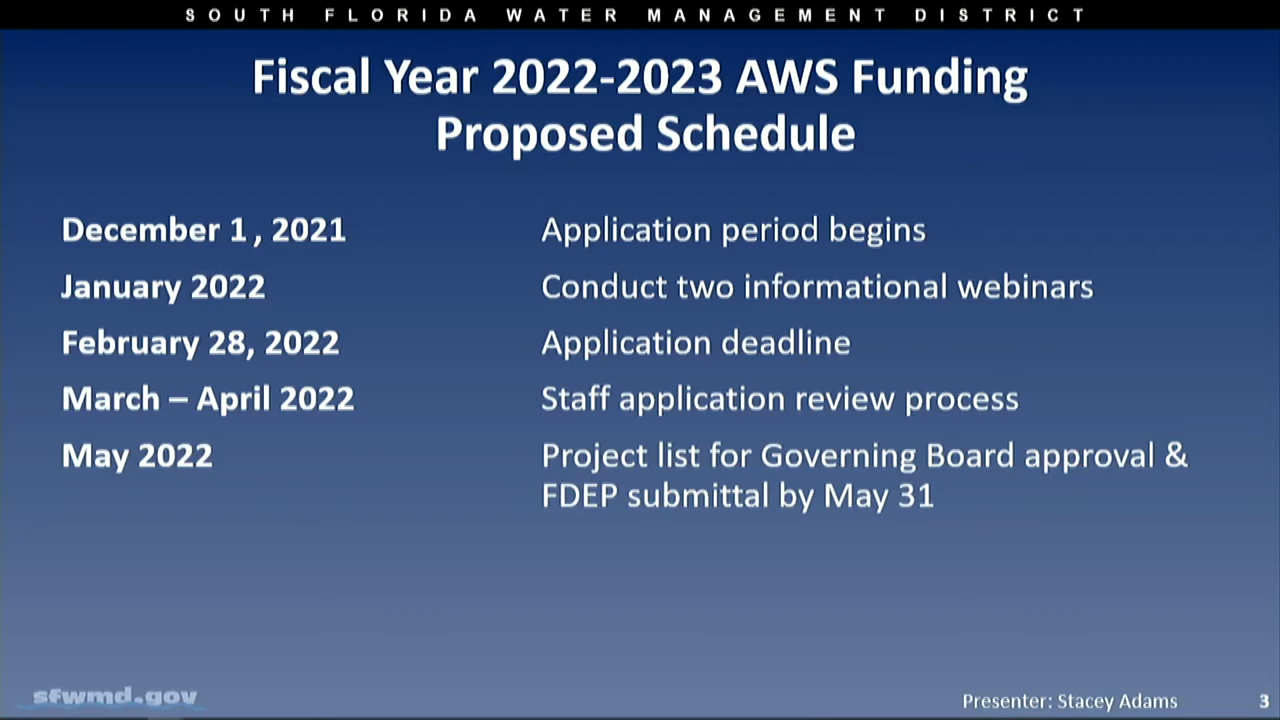 SOUTH FLORIDA WATER MANAGEMENT DISTRICT
Fiscal Year 2022-2023 AWS Funding
Proposed Schedule
December 1, 2021 Application period begins
January 2022 Conduct two informational webinars
February 28, 2022 Application deadline
March – April 2022 Staff application review process
May 2022 Project list for Governing Board approval &
FDEP submittal by May 31
sfwmd.gov
Presenter: Stacey Adams 3